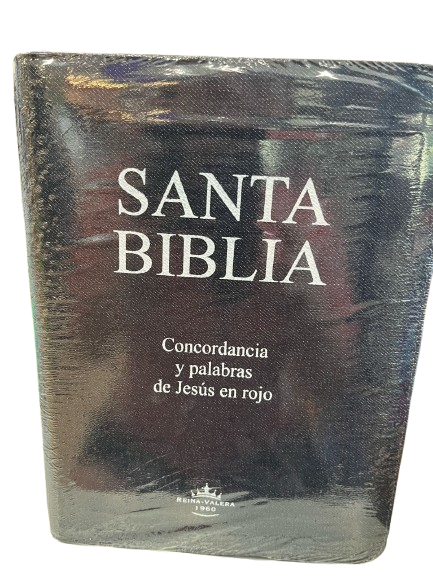 SANTA
BIBLIA
Concordancia
y palabras
de Jesús en rojo
REINA-VALERA
1960